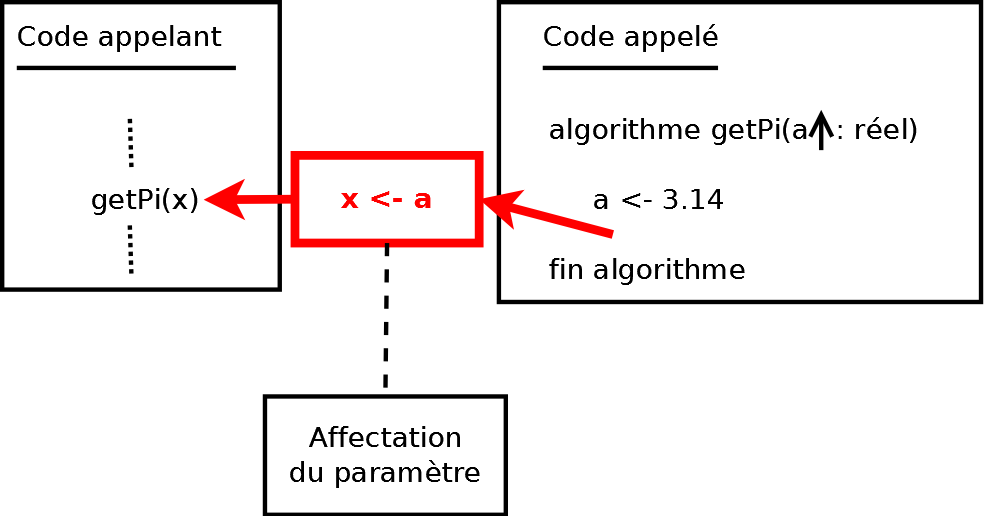 Code appelant
getPi(x)
x <- a
Code appelé
algorithme getPi(a↑: réel)
a <- 3.14
fin algorithme
Affectation
du paramètre